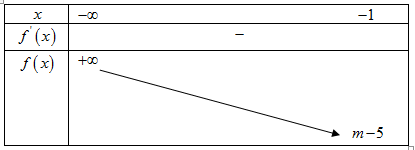 x −∞ −1
f'(x) −
f(x) +∞
m−5